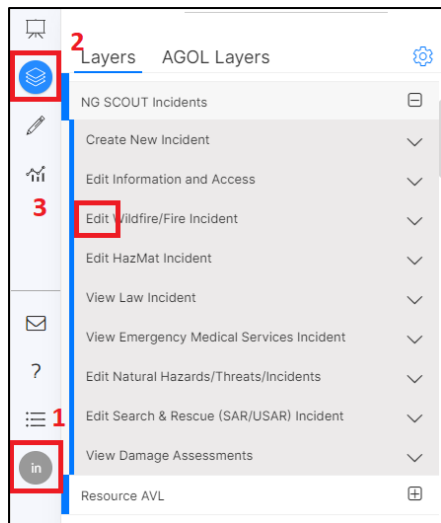 2
Layers AGOL Layers
NG SCOUT Incidents
Create New Incident
Edit Information and Access
3
Edit Wildfire/Fire Incident
Edit HazMat Incident
View Law Incident
View Emergency Medical Services Incident
?
Edit Natural Hazards/Threats/Incidents
1
Edit Search & Rescue (SAR/USAR) Incident
in
View Damage Assessments
Resource AVL